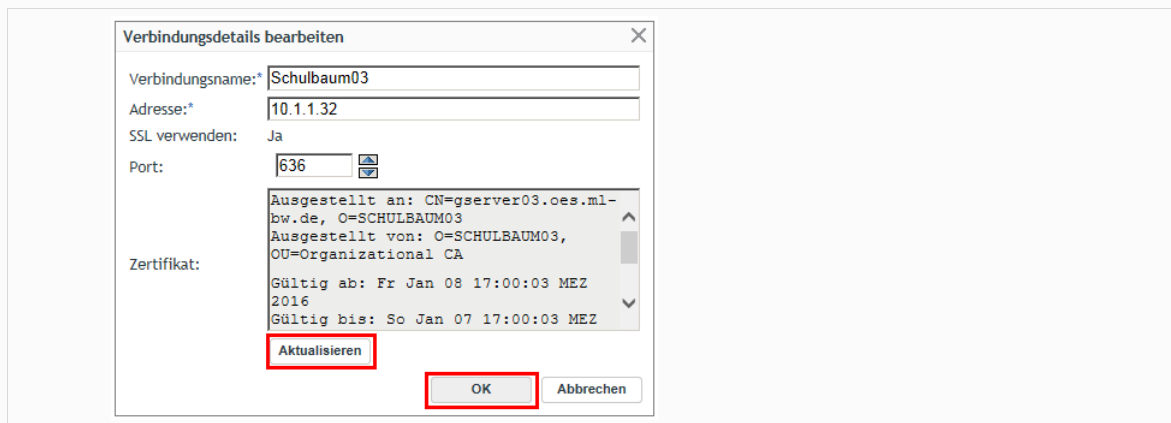 Verbindungsdetails bearbeiten
Verbindungsname:* Schulbaum03
Adresse:* 10.1.1.32
SSL verwenden: Ja
Port: 636
Zertifikat:
Ausgestellt an: CN=gserver03.oes.ml-
bw.de, O=SCHULBAUM03
Ausgestellt von: O=SCHULBAUM03,
OU=Organizational CA
Gültig ab: Fr Jan 08 17:00:03 MEZ
2016
Gültig bis: So Jan 07 17:00:03 MEZ
Aktualisieren
OK Abbrechen